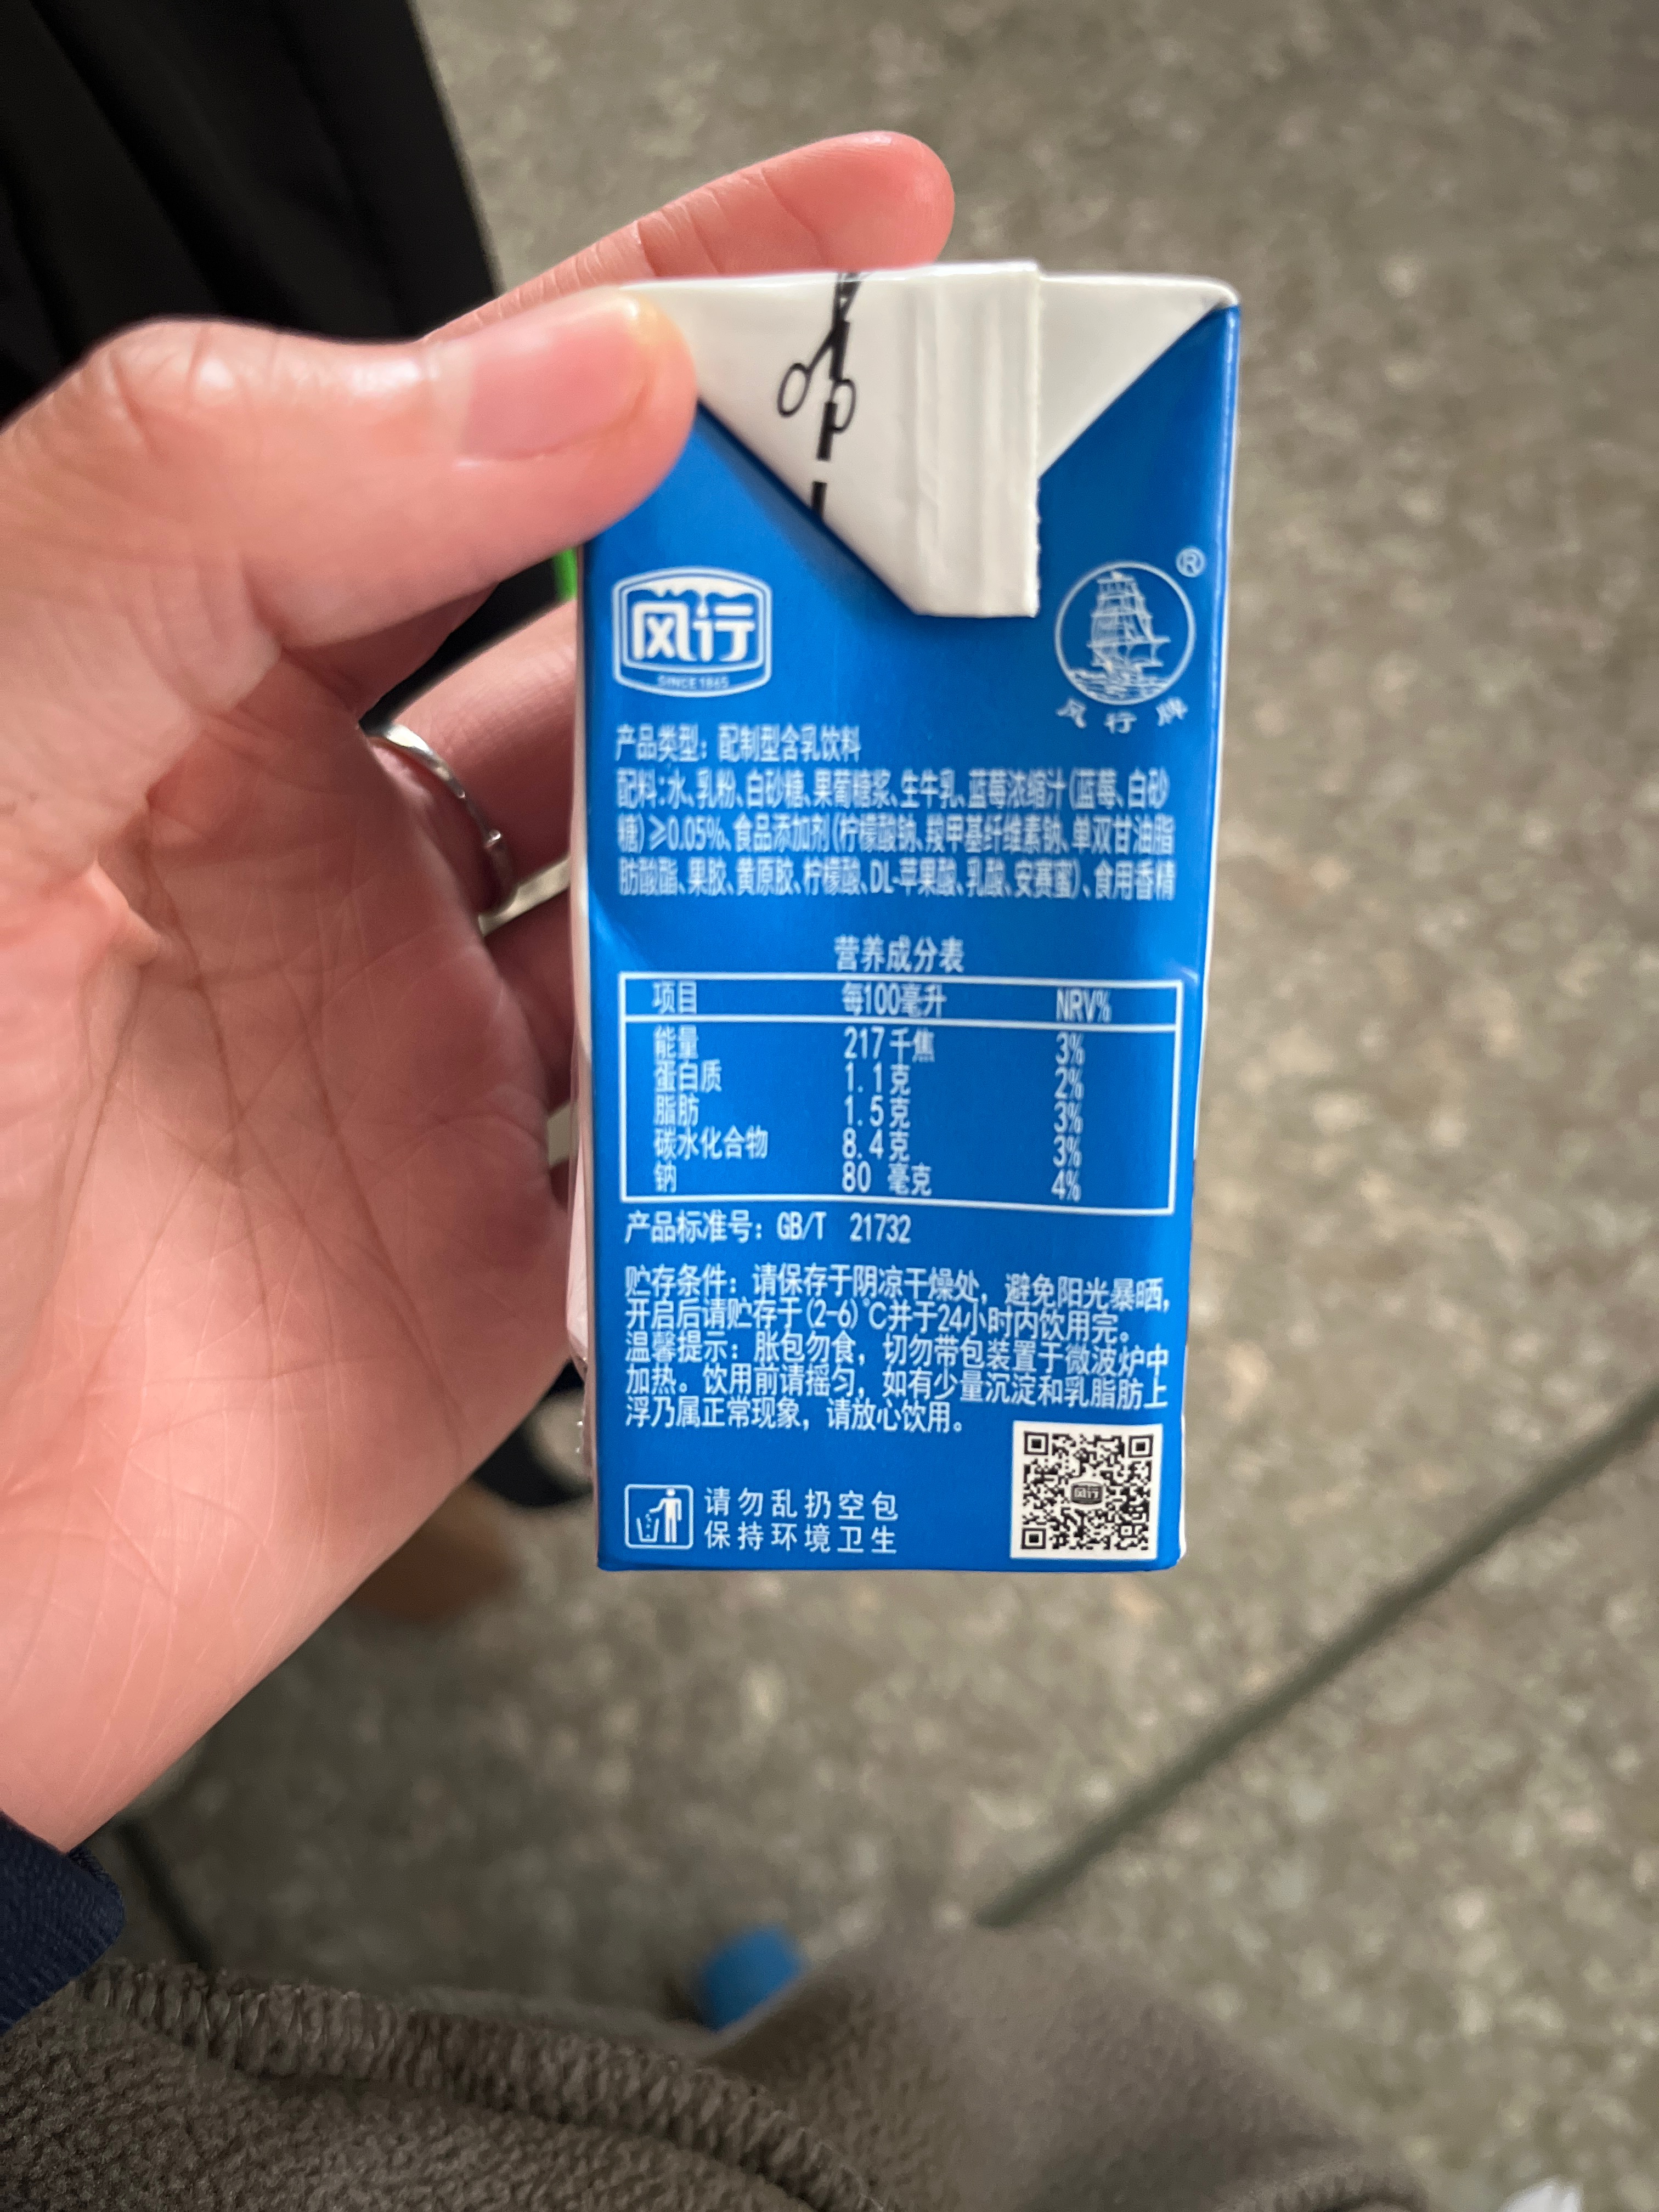 风行
SINCE 1865
®
风行牌
产品类型：配制型含乳饮料
配料：水、乳粉、白砂糖、果葡糖浆、生牛乳、蓝莓浓缩汁（蓝莓、白砂
糖）≥0.05%、食品添加剂（柠檬酸钠、羧甲基纤维素钠、单双甘油脂
肪酸酯、果胶、黄原胶、柠檬酸、DL-苹果酸、乳酸、安赛蜜）、食用香精
营养成分表
项目 每100毫升 NRV%
能量 217千焦 3%
蛋白质 1.1克 2%
脂肪 1.5克 3%
碳水化合物 8.4克 3%
钠 80 毫克 4%
产品标准号：GB/T 21732
贮存条件：请保存于阴凉干燥处，避免阳光暴晒，
开启后请贮存于(2-6)℃并于24小时内饮用完。
温馨提示：胀包勿食，切勿带包装置于微波炉中
加热。饮用前请摇匀，如有少量沉淀和乳脂肪上
浮乃属正常现象，请放心饮用。
请勿乱扔空包
保持环境卫生
风行